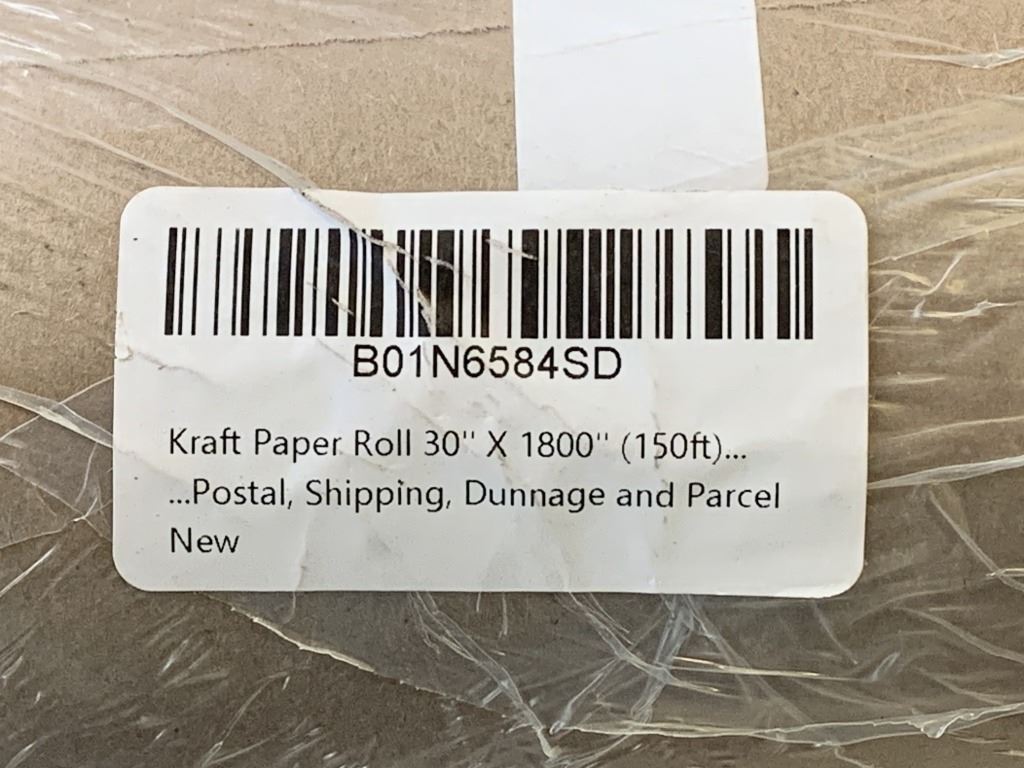 B01N6584SD
Kraft Paper Roll 30" X 1800" (150ft)...
...Postal, Shipping, Dunnage and Parcel
New